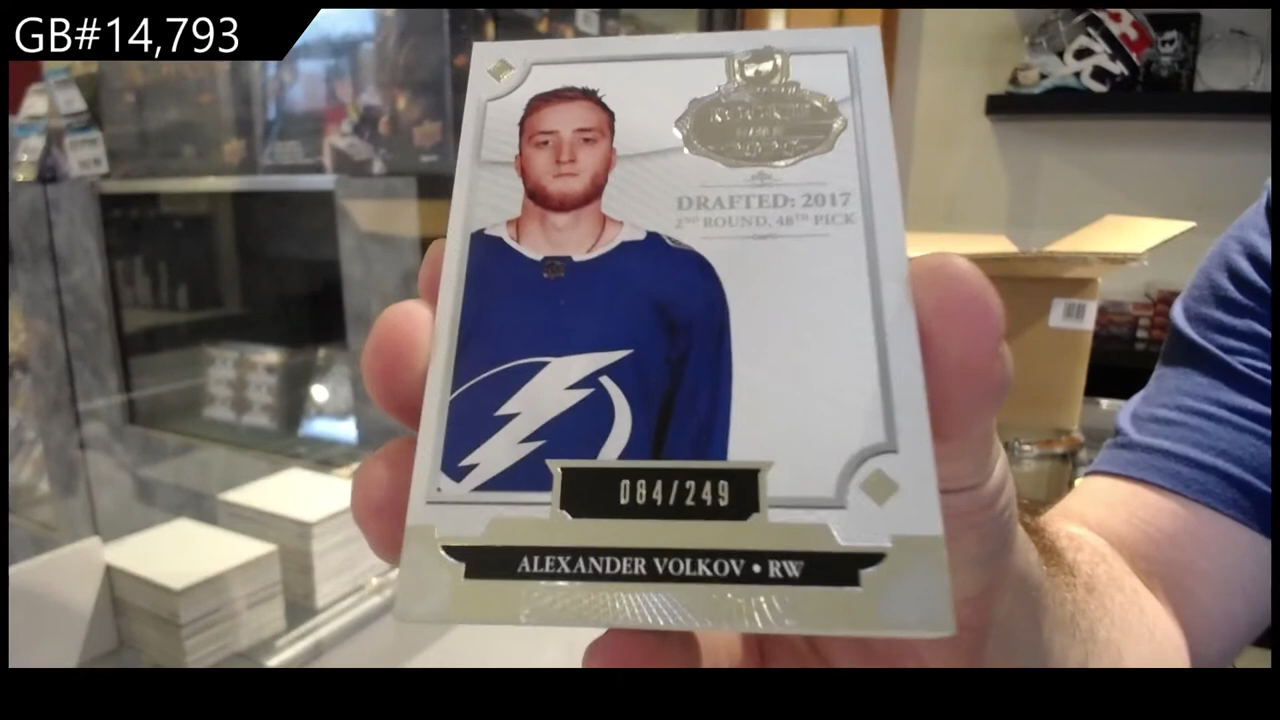 GB#14,793
DRAFTED: 2017
2ND ROUND, 48TH PICK
084/249
ALEXANDER VOLKOV • RW